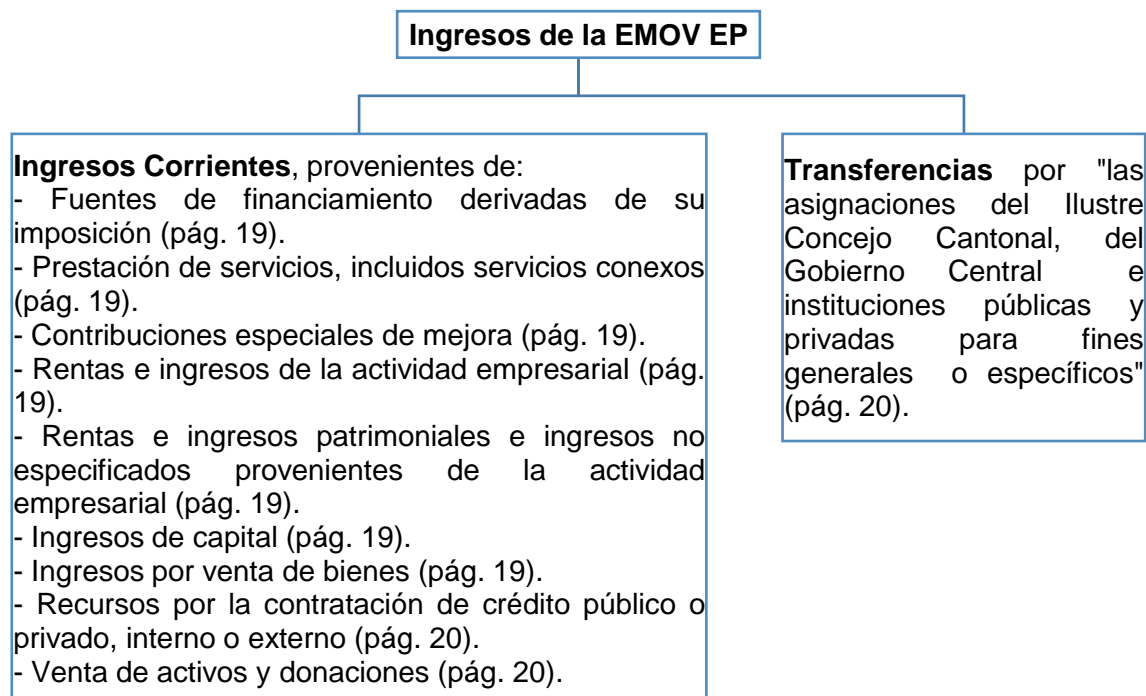 Ingresos de la EMOV EP
Ingresos Corrientes, provenientes de:
- Fuentes de financiamiento derivadas de su
imposición (pág. 19).
- Prestación de servicios, incluidos servicios conexos
(pág. 19).
- Contribuciones especiales de mejora (pág. 19).
- Rentas e ingresos de la actividad empresarial (pág.
19).
- Rentas e ingresos patrimoniales e ingresos no
especificados provenientes de la actividad
empresarial (pág. 19).
- Ingresos de capital (pág. 19).
- Ingresos por venta de bienes (pág. 19).
- Recursos por la contratación de crédito público o
privado, interno o externo (pág. 20).
- Venta de activos y donaciones (pág. 20).
Transferencias por "las
asignaciones del Ilustre
Concejo Cantonal, del
Gobierno Central e
instituciones públicas y
privadas para fines
generales o específicos"
(pág. 20).